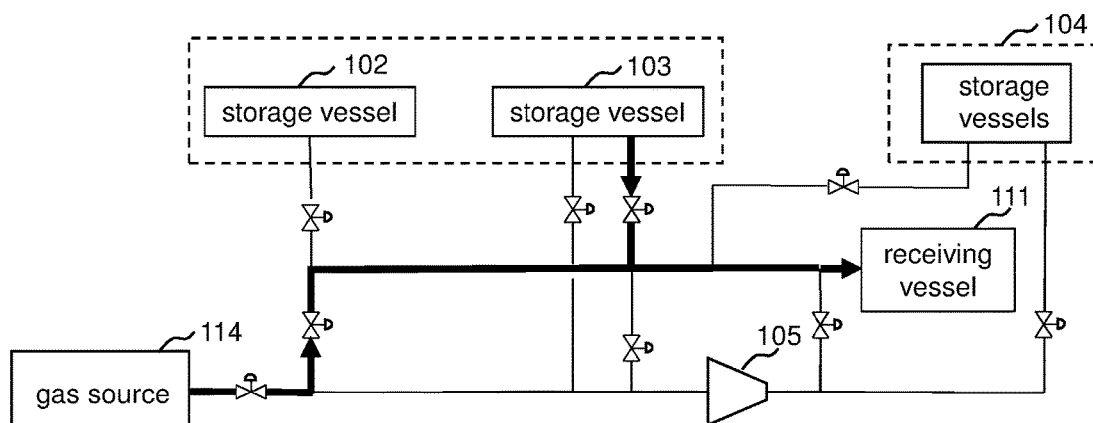 104
102
103
storage vessel
storage vessel
storage
vessels
111
receiving
vessel
114
105
gas source